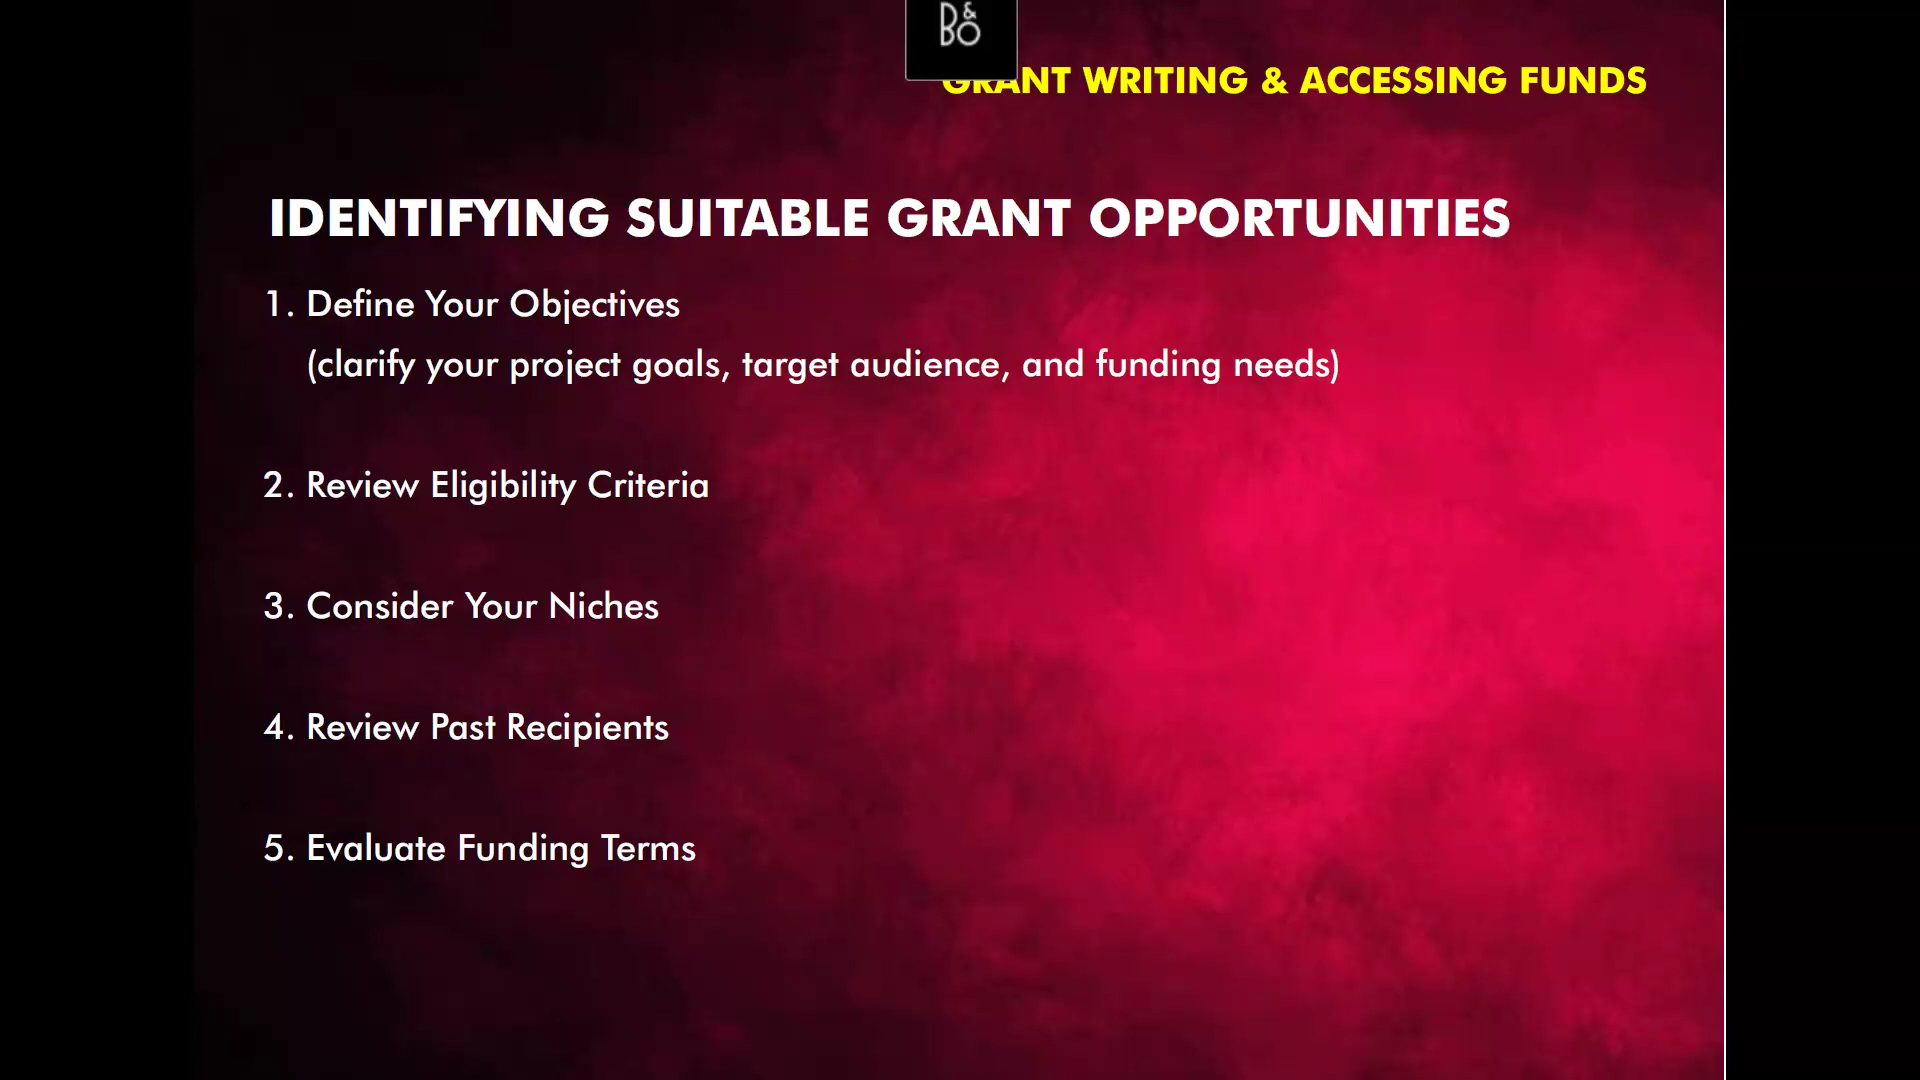 B&O
GRANT WRITING & ACCESSING FUNDS
IDENTIFYING SUITABLE GRANT OPPORTUNITIES
1. Define Your Objectives
(clarify your project goals, target audience, and funding needs)
2. Review Eligibility Criteria
3. Consider Your Niches
4. Review Past Recipients
5. Evaluate Funding Terms